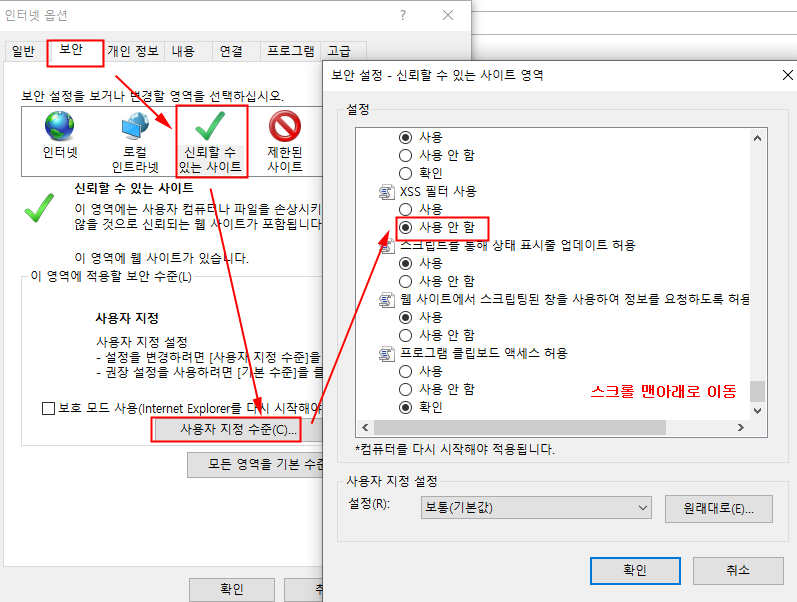 인터넷 옵션
일반
보안
개인 정보
내용
연결
프로그램
고급
보안 설정을 보거나 변경할 영역을 선택하십시오.
인터넷
로컬
인트라넷
신뢰할 수
있는 사이트
제한된
사이트
신뢰할 수 있는 사이트
이 영역에는 사용자 컴퓨터나 파일을 손상시키
않을 것으로 신뢰되는 웹 사이트가 포함됩니다
이 영역에 웹 사이트가 있습니다.
이 영역에 적용할 보안 수준(L)
사용자 지정
사용자 지정 설정
- 설정을 변경하려면 [사용자 지정 수준]을
- 권장 설정을 사용하려면 [기본 수준]을 클
보호 모드 사용(Internet Explorer를 다시 시작해야
사용자 지정 수준(C)...
모든 영역을 기본 수준
확인
보안 설정 - 신뢰할 수 있는 사이트 영역
설정
사용
사용 안 함
확인
XSS 필터 사용
사용
사용 안 함
스크립트를 통해 상태 표시줄 업데이트 허용
사용
사용 안 함
웹 사이트에서 스크립팅된 창을 사용하여 정보를 요청하도록 허용
사용
사용 안 함
프로그램 클립보드 액세스 허용
사용
사용 안 함
확인
스크롤 맨아래로 이동
*컴퓨터를 다시 시작해야 적용됩니다.
사용자 지정 설정
설정(R):
보통(기본값)
원래대로(E)...
확인
취소